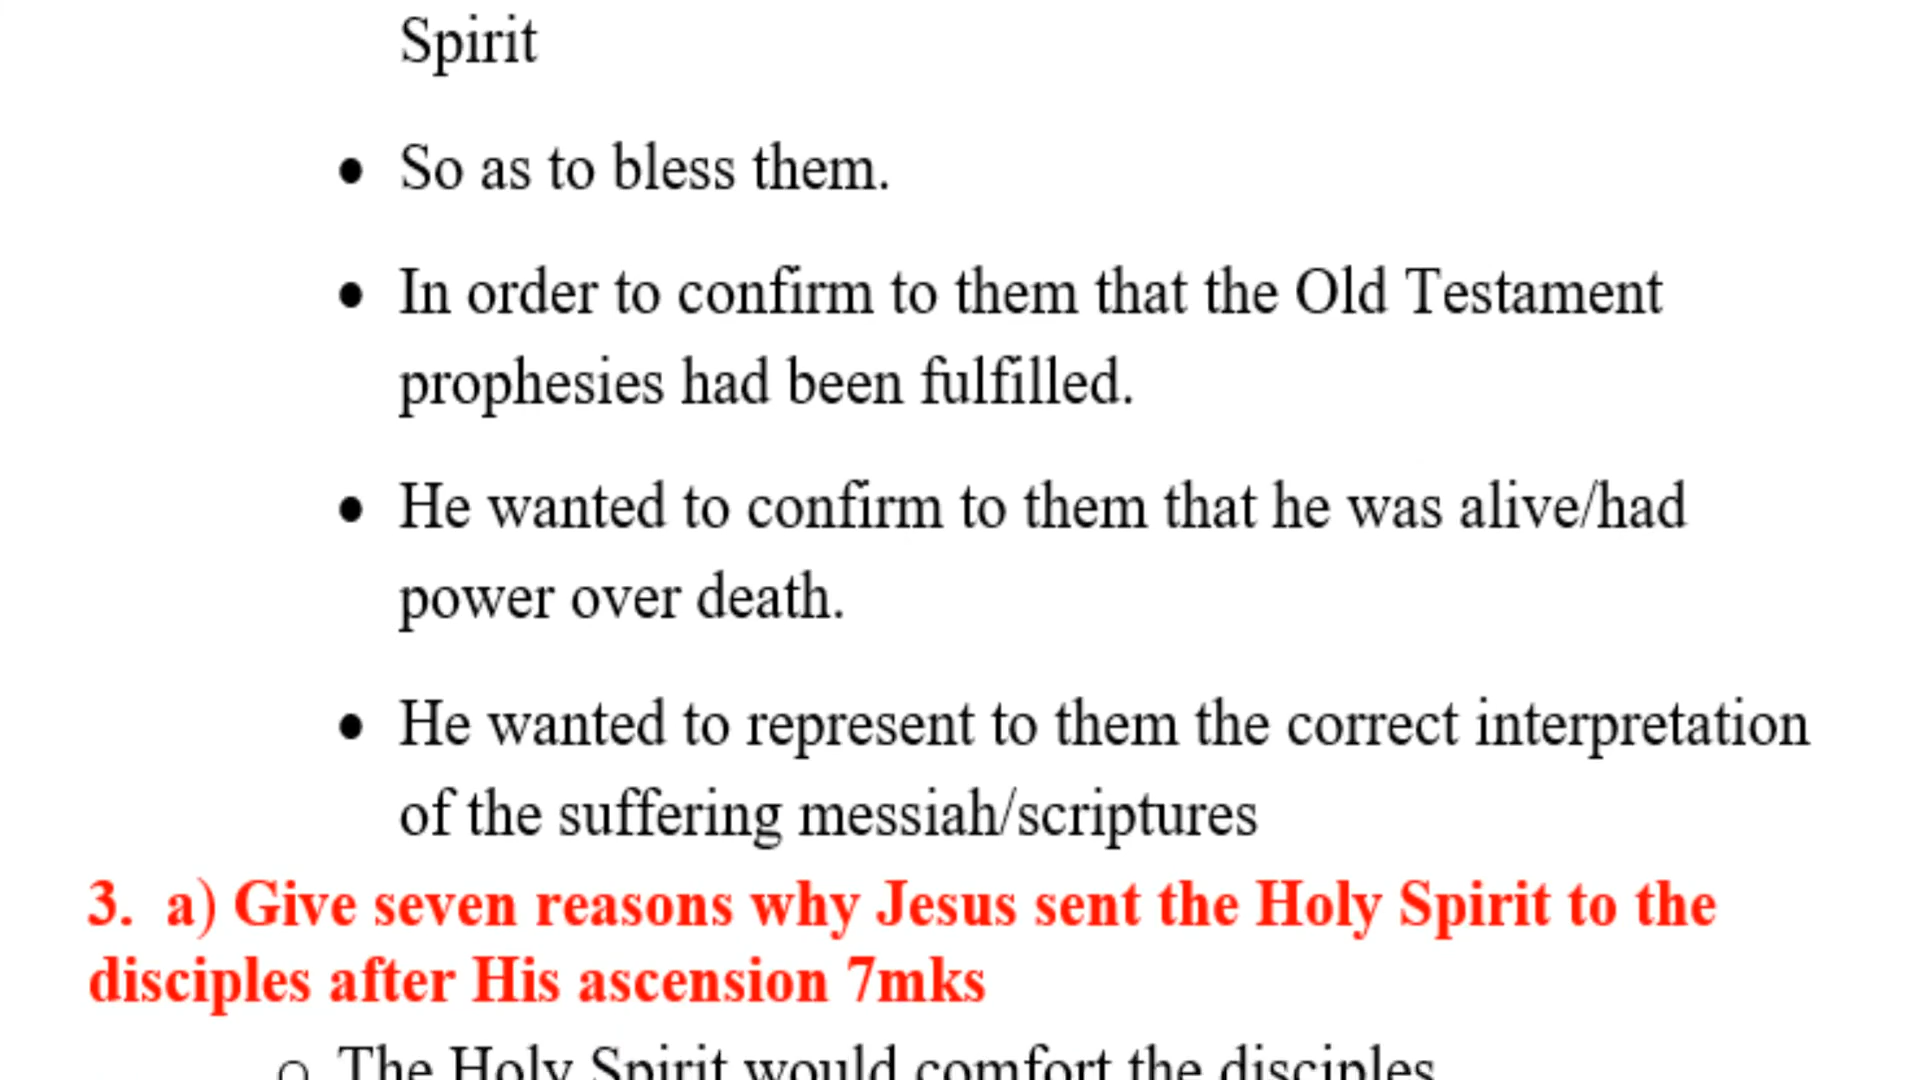 Spirit
● So as to bless them.
● In order to confirm to them that the Old Testament
prophesies had been fulfilled.
● He wanted to confirm to them that he was alive/had
power over death.
● He wanted to represent to them the correct interpretation
of the suffering messiah/scriptures
3. a) Give seven reasons why Jesus sent the Holy Spirit to the
disciples after His ascension 7mks
○ The Holy Spirit would comfort the disciples